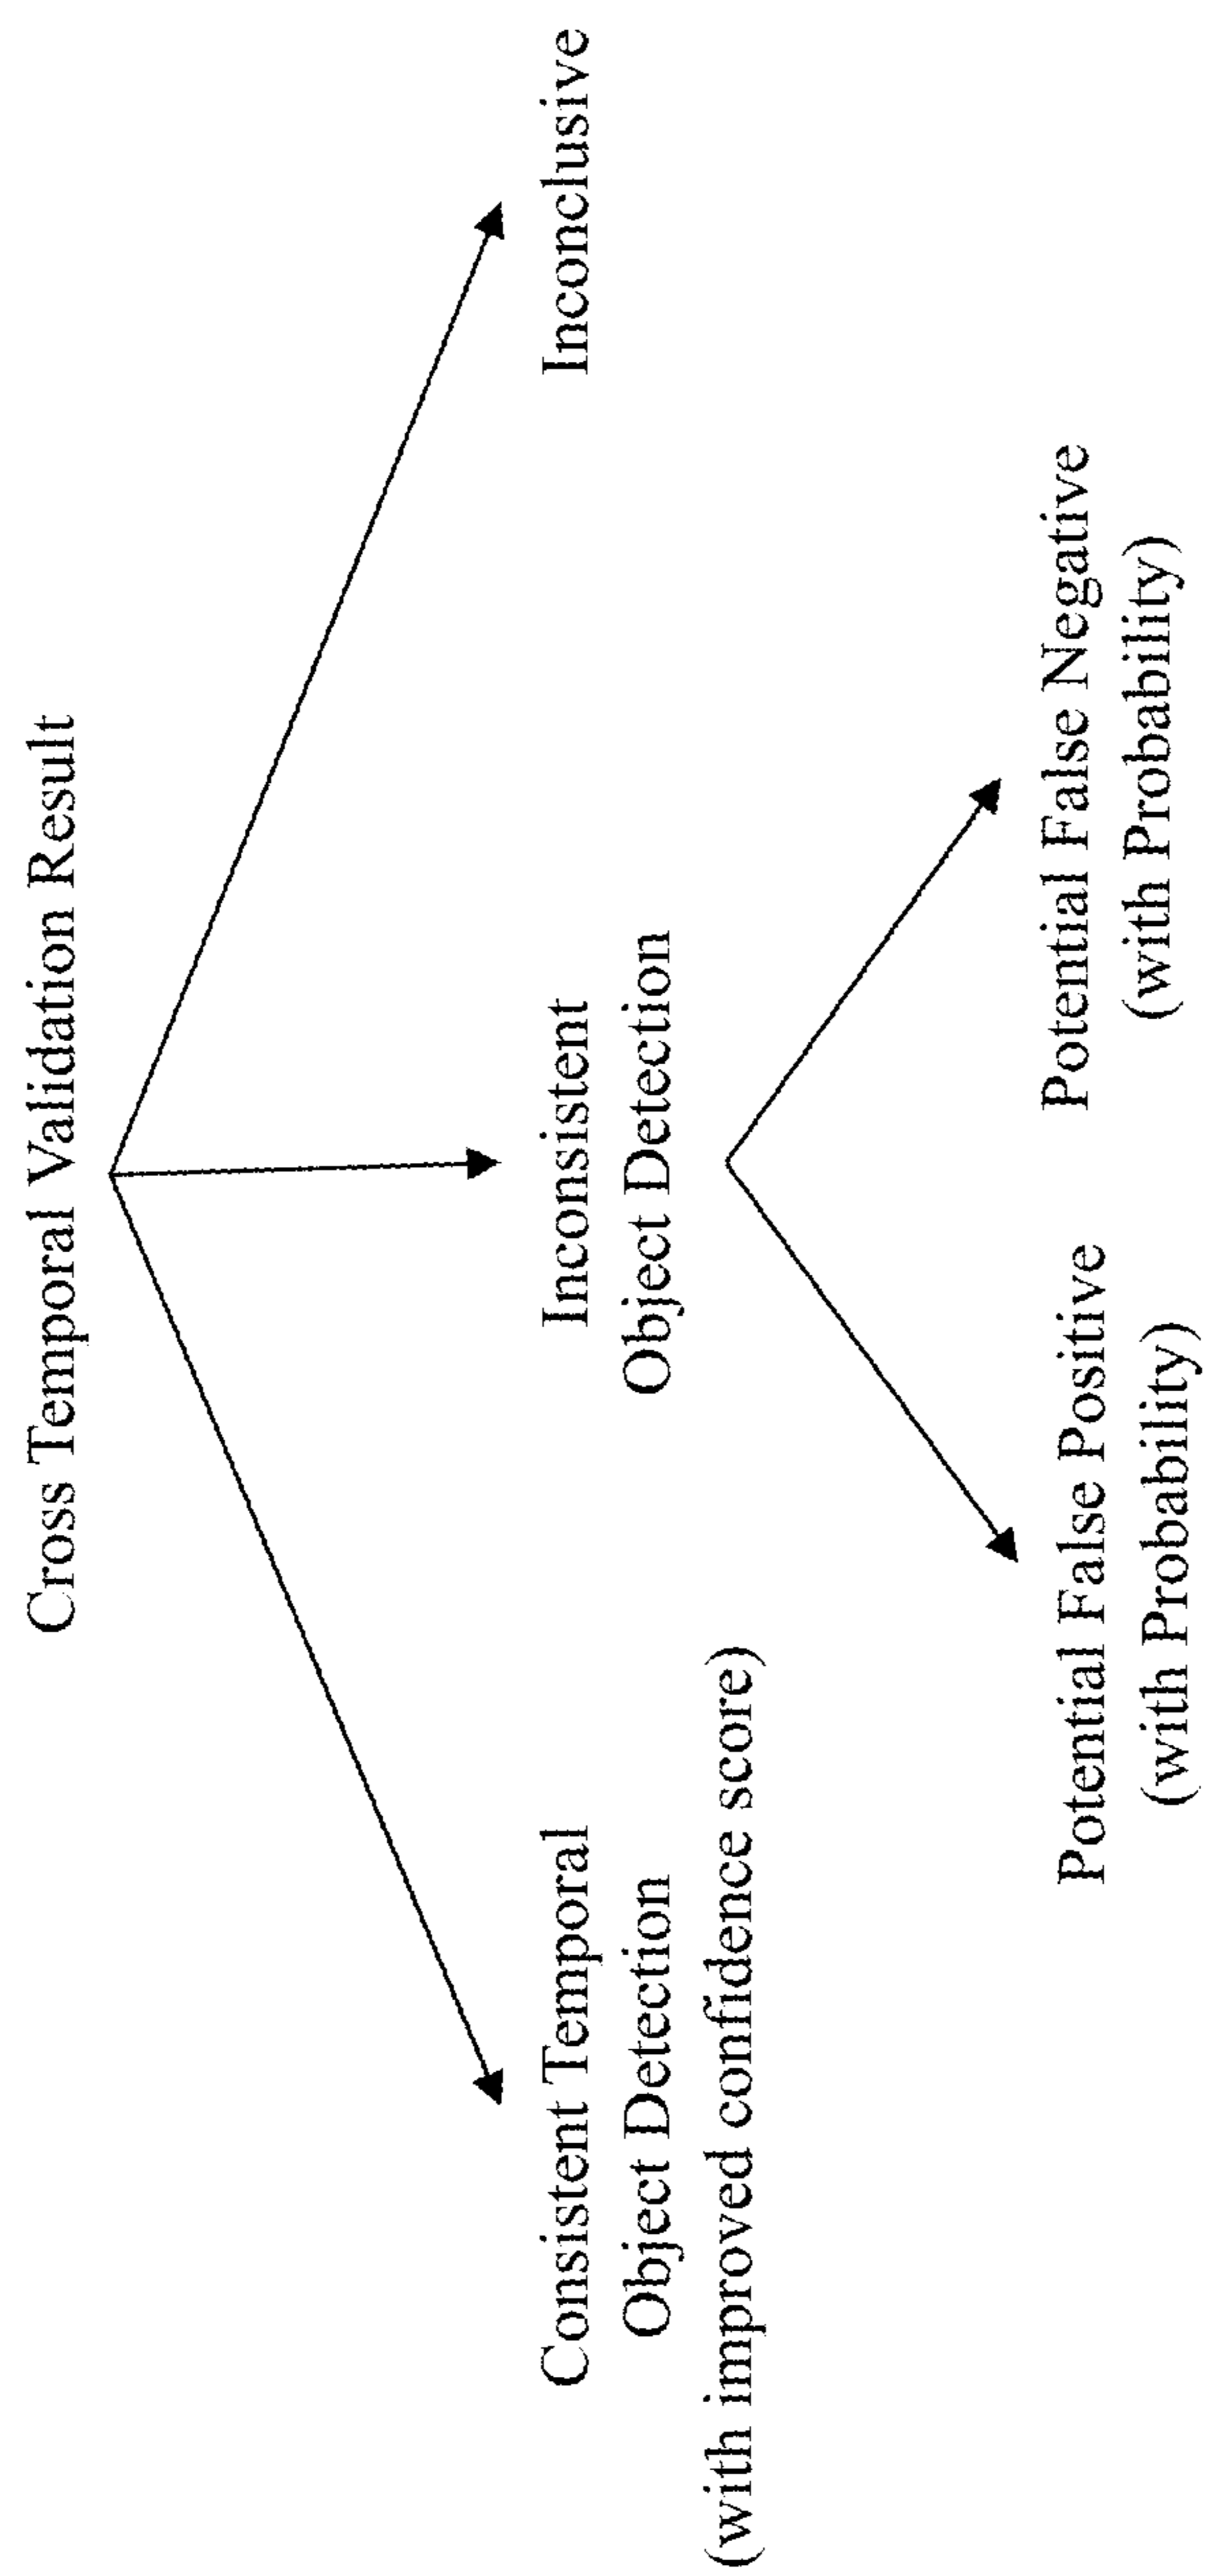 Cross Temporal Validation Result
Consistent Temporal
Object Detection
(with improved confidence score)
Inconsistent
Object Detection
Inconclusive
Potential False Positive
(with Probability)
Potential False Negative
(with Probability)